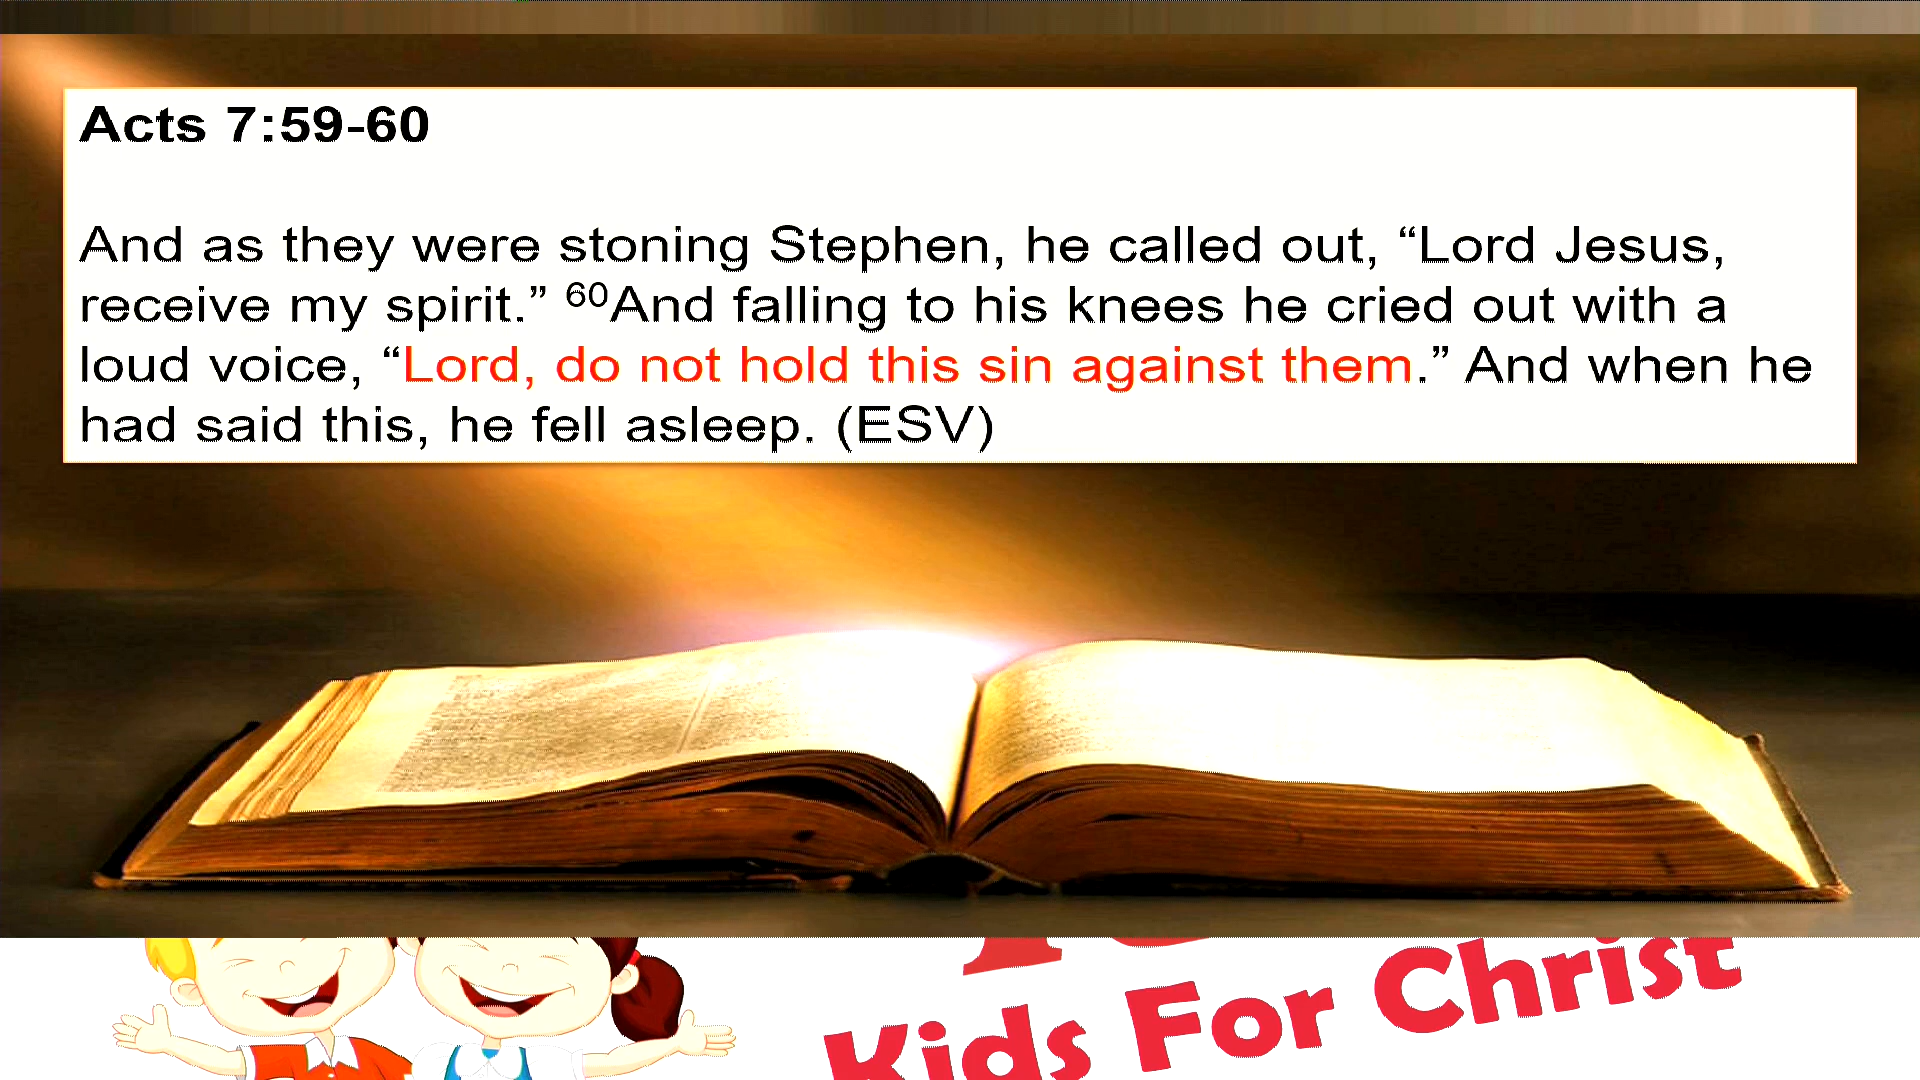 Acts 7:59-60
And as they were stoning Stephen, he called out, “Lord Jesus,
receive my spirit.” ⁶⁰And falling to his knees he cried out with a
loud voice, “Lord, do not hold this sin against them.” And when he
had said this, he fell asleep. (ESV)
Kids For Christ